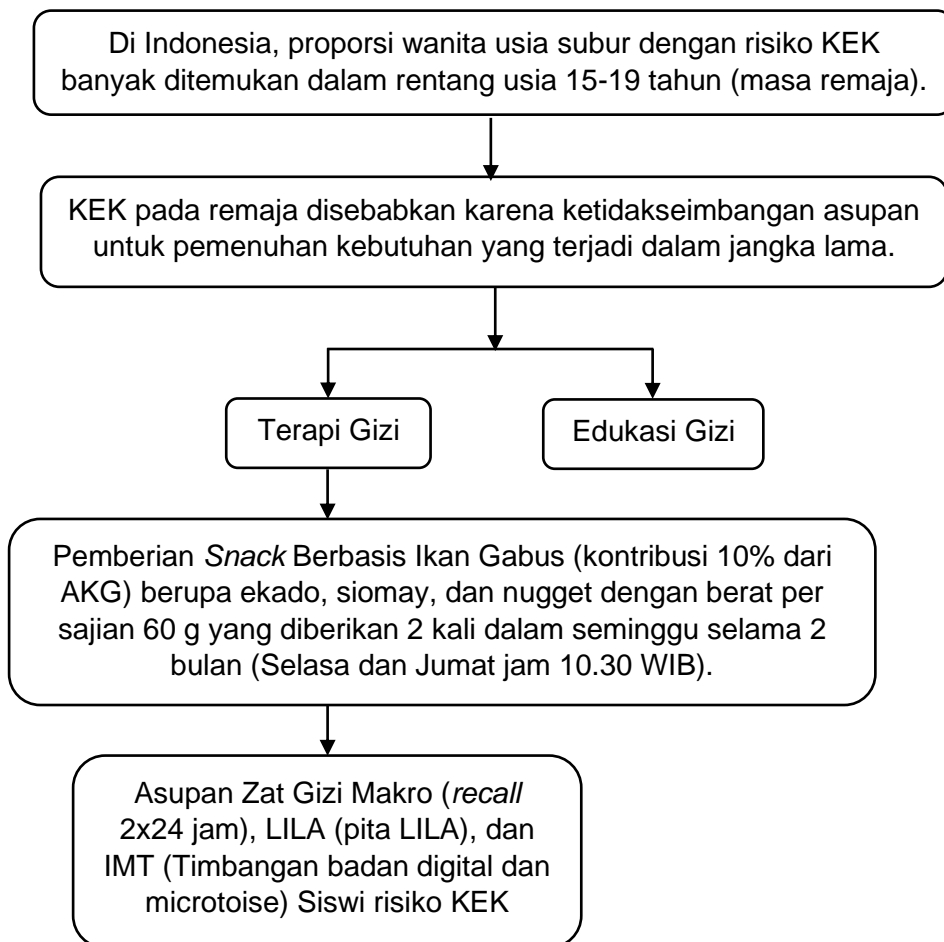 Di Indonesia, proporsi wanita usia subur dengan risiko KEK
banyak ditemukan dalam rentang usia 15-19 tahun (masa remaja).
KEK pada remaja disebabkan karena ketidakseimbangan asupan
untuk pemenuhan kebutuhan yang terjadi dalam jangka lama.
Terapi Gizi
Edukasi Gizi
Pemberian Snack Berbasis Ikan Gabus (kontribusi 10% dari
AKG) berupa ekado, siomay, dan nugget dengan berat per
sajian 60 g yang diberikan 2 kali dalam seminggu selama 2
bulan (Selasa dan Jumat jam 10.30 WIB).
Asupan Zat Gizi Makro (recall
2x24 jam), LILA (pita LILA), dan
IMT (Timbangan badan digital dan
microtoise) Siswi risiko KEK